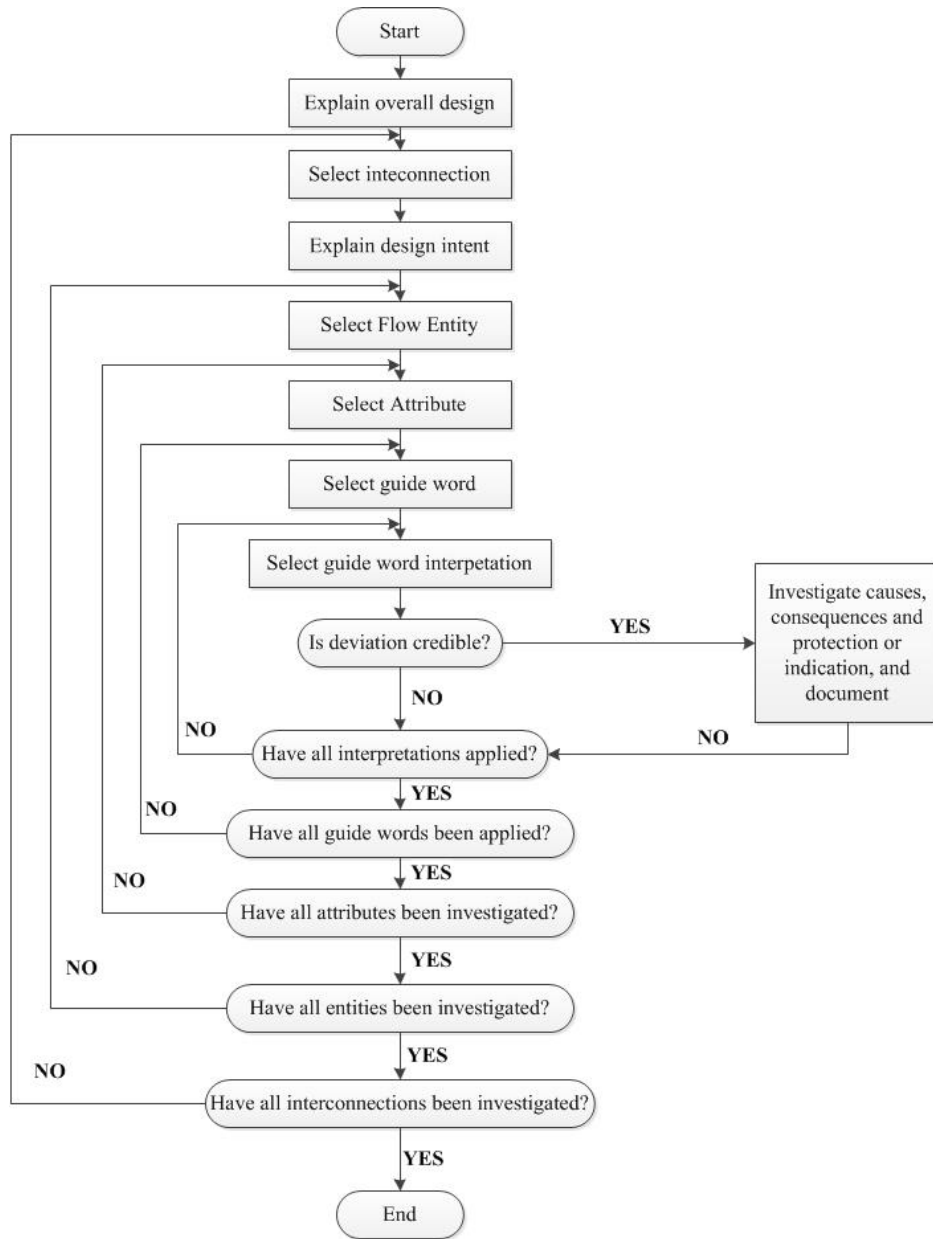 Start
Explain overall design
Select inteconnection
Explain design intent
Select Flow Entity
Select Attribute
Select guide word
Select guide word interpetation
Is deviation credible?
YES
Investigate causes,
consequences and
protection or
indication, and
document
NO
NO
NO
Have all interpretations applied?
YES
NO
Have all guide words been applied?
YES
NO
Have all attributes been investigated?
YES
NO
Have all entities been investigated?
YES
NO
Have all interconnections been investigated?
YES
End